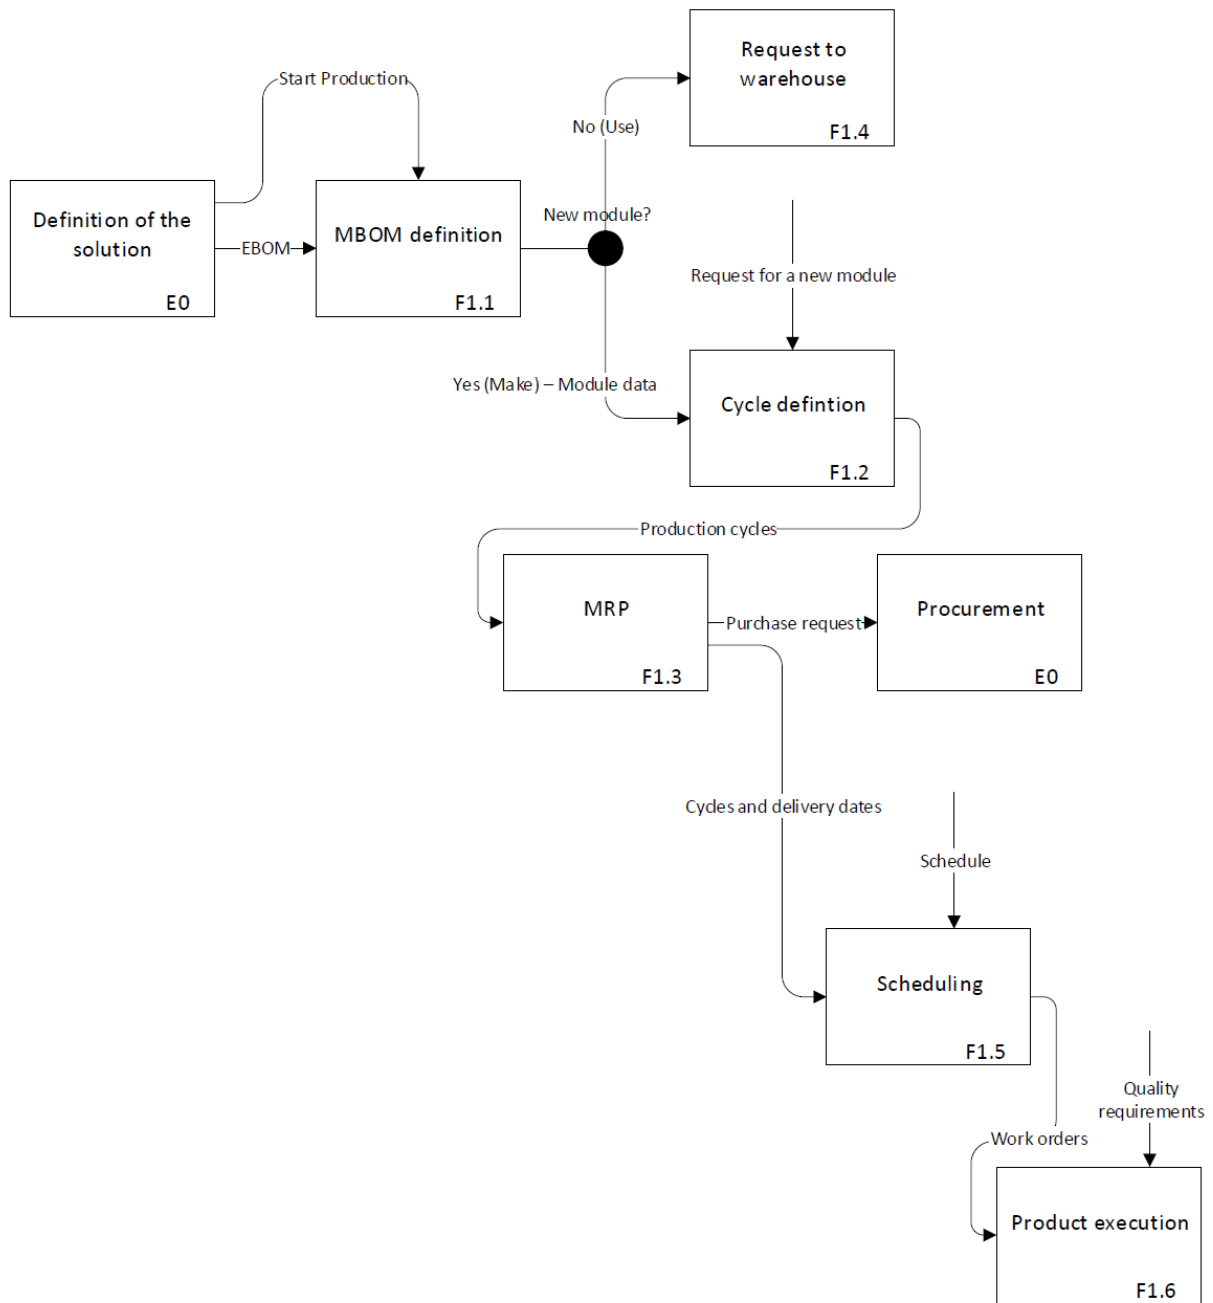 Request to
warehouse
F1.4
Start Production
No (Use)
Definition of the
solution
E0
EBOM
MBOM definition
F1.1
New module?
Request for a new module
Yes (Make) – Module data
Cycle defintion
F1.2
Production cycles
MRP
F1.3
Purchase request
Procurement
E0
Cycles and delivery dates
Schedule
Scheduling
F1.5
Quality
requirements
Work orders
Product execution
F1.6